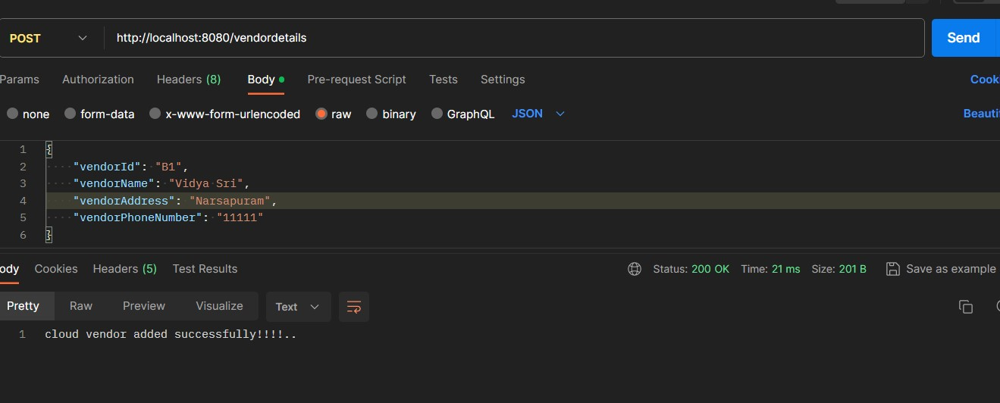 POST http://localhost:8080/vendordetails Send
Params Authorization Headers (8) Body Pre-request Script Tests Settings Cook
none form-data x-www-form-urlencoded raw binary GraphQL JSON Beauti
1 {
2 "vendorId": "B1",
3 "vendorName": "Vidya Sri",
4 "vendorAddress": "Narsapuram",
5 "vendorPhoneNumber": "11111"
6 }
ody Cookies Headers (5) Test Results Status: 200 OK Time: 21 ms Size: 201 B Save as example
Pretty Raw Preview Visualize Text
1 cloud vendor added successfully!!!!..